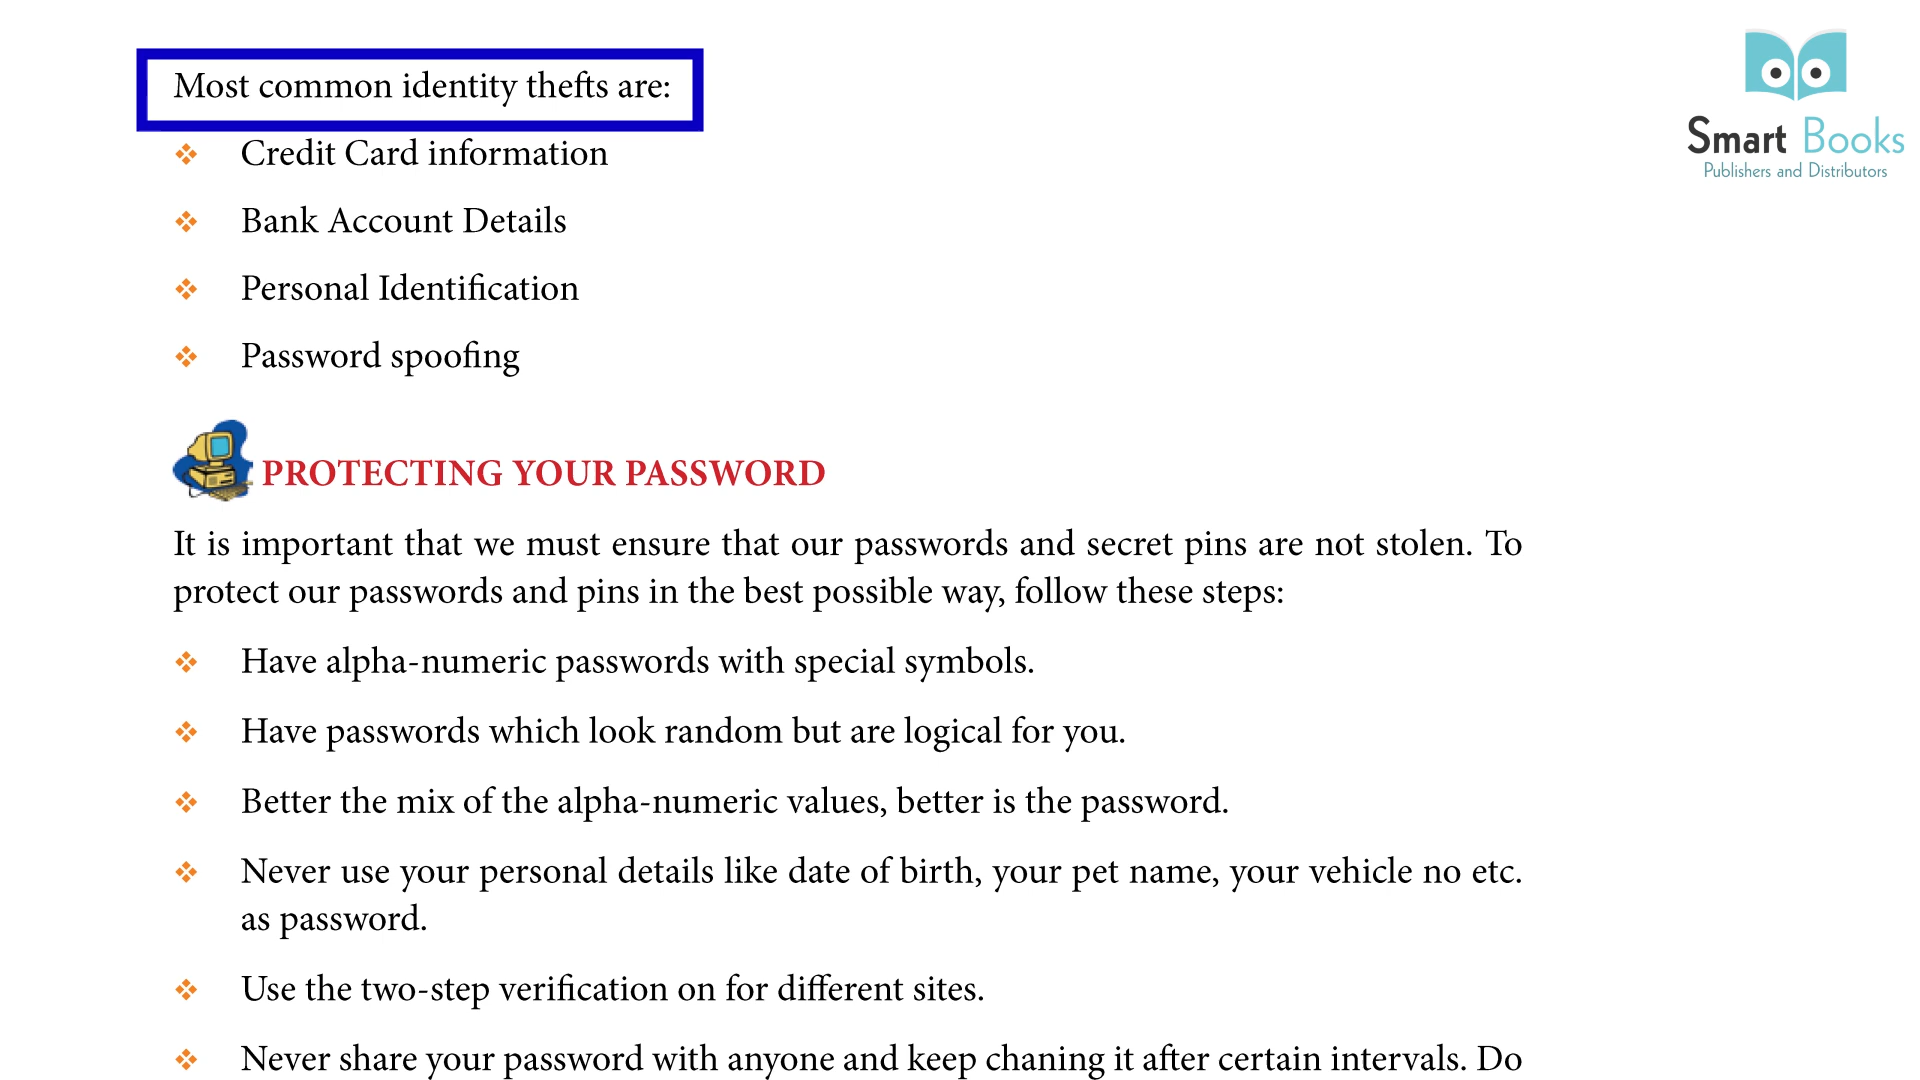 Most common identity thefts are:
❖ Credit Card information
❖ Bank Account Details
❖ Personal Identification
❖ Password spoofing
PROTECTING YOUR PASSWORD
It is important that we must ensure that our passwords and secret pins are not stolen. To
protect our passwords and pins in the best possible way, follow these steps:
❖ Have alpha-numeric passwords with special symbols.
❖ Have passwords which look random but are logical for you.
❖ Better the mix of the alpha-numeric values, better is the password.
❖ Never use your personal details like date of birth, your pet name, your vehicle no etc.
as password.
❖ Use the two-step verification on for different sites.
❖ Never share your password with anyone and keep chaning it after certain intervals. Do
Smart Books
Publishers and Distributors